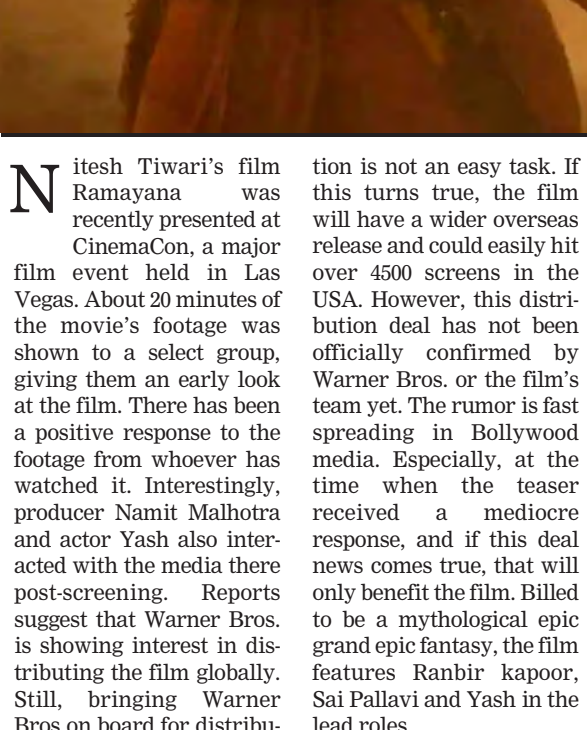 Nitesh Tiwari's film
Ramayana was
recently presented at
CinemaCon, a major
film event held in Las
Vegas. About 20 minutes of
the movie's footage was
shown to a select group,
giving them an early look
at the film. There has been
a positive response to the
footage from whoever has
watched it. Interestingly,
producer Namit Malhotra
and actor Yash also inter-
acted with the media there
post-screening. Reports
suggest that Warner Bros.
is showing interest in dis-
tributing the film globally.
Still, bringing Warner
Bros on board for distribu-
tion is not an easy task. If
this turns true, the film
will have a wider overseas
release and could easily hit
over 4500 screens in the
USA. However, this distri-
bution deal has not been
officially confirmed by
Warner Bros. or the film's
team yet. The rumor is fast
spreading in Bollywood
media. Especially, at the
time when the teaser
received a mediocre
response, and if this deal
news comes true, that will
only benefit the film. Billed
to be a mythological epic
grand epic fantasy, the film
features Ranbir kapoor,
Sai Pallavi and Yash in the
lead roles